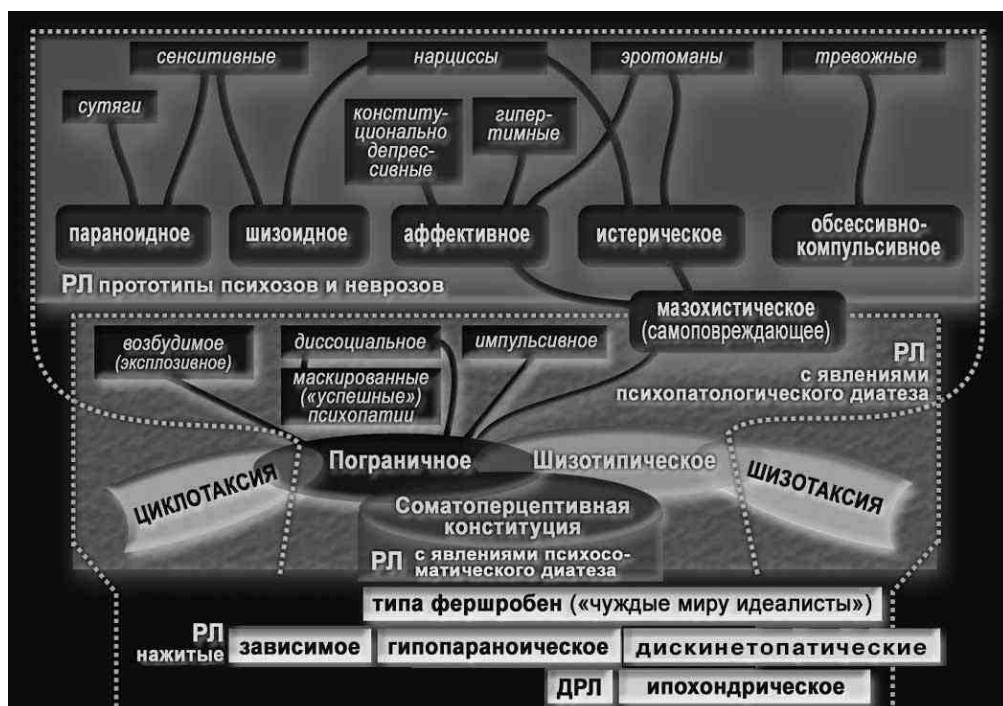 сенситивные
нарциссы
эротоманы
тревожные
сутяги
конститу-
ционально
депрес-
сивные
гипер-
тимные
параноидное
шизоидное
аффективное
истерическое
обсессивно-
компульсивное
РЛ прототипы психозов и неврозов
мазохистическое
(самоповреждающее)
возбудимое
(эксплозивное)
диссоциальное
импульсивное
маскированные
(«успешные»)
психопатии
РЛ
с явлениями
психопатологического диатеза
ЦИКЛОТАКСИЯ
Пограничное
Шизотипическое
ШИЗОТАКСИЯ
Соматоперцептивная
конституция
РЛ с явлениями психосо-
матического диатеза
типа фершробен («чуждые миру идеалисты»)
РЛ
нажитые
зависимое
гипопараноическое
дискинетопатические
ДРЛ
ипохондрическое